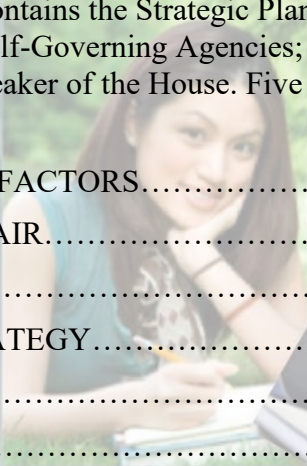 ontains the Strategic Plan
lf-Governing Agencies;
eaker of the House. Five
FACTORS……………
AIR……………………
…………………………
ATEGY…………………
…………………………
…………………………